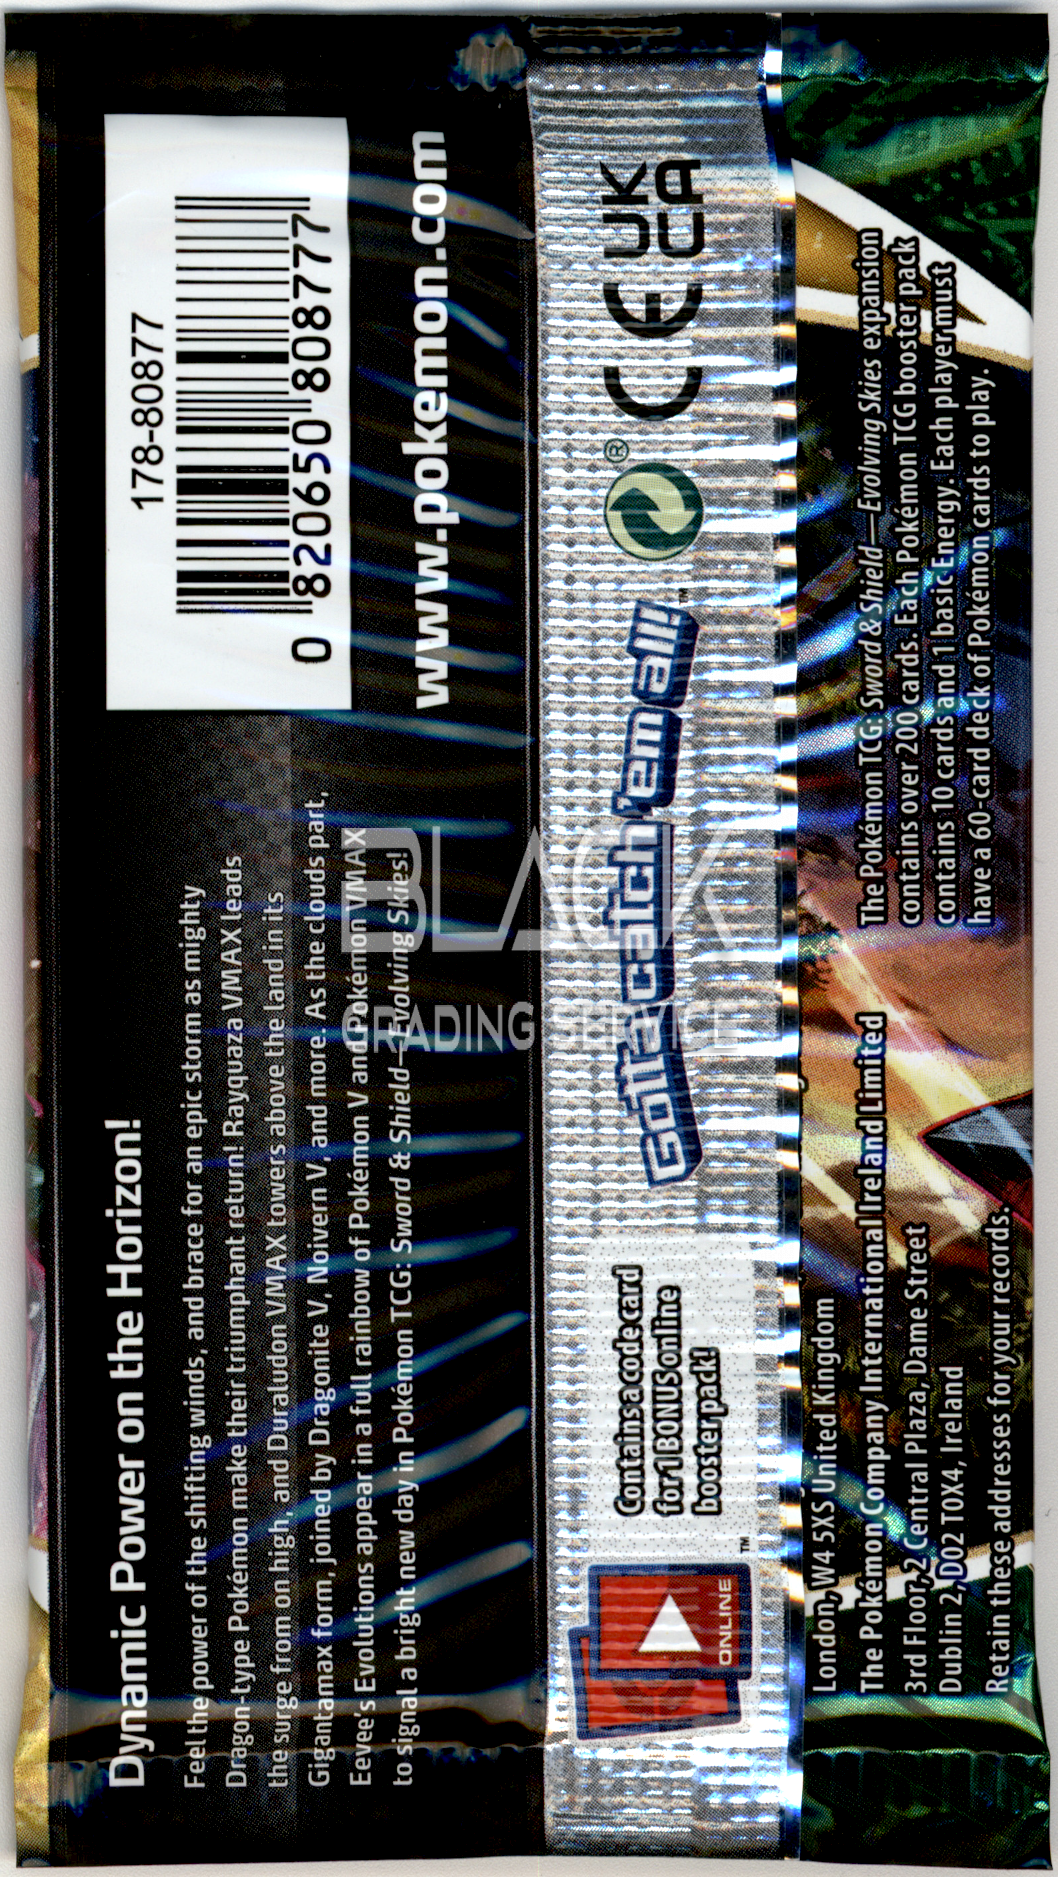 178-80877
0 82065080877
www.pokemon.com
Dynamic Power on the Horizon!
Feel the power of the shifting winds, and brace for an epic storm as mighty
Dragon-type Pokémon make their triumphant return! Rayquaza VMAX leads
the surge from on high, and Duraludon VMAX towers above the land in its
Gigantamax form, joined by Dragonite V, Noivern V, and more. As the clouds part,
Eevee's Evolutions appear in a full rainbow of Pokémon V and Pokémon VMAX
to signal a bright new day in Pokémon TCG: Sword & Shield—Evolving Skies!
BLACK
GRADING SERVICE
CE UK
CA
®
Gotta catch 'em all! ™
Contains a code card
for 1 BONUS online
booster pack!
ONLINE ™
The Pokémon TCG: Sword & Shield—Evolving Skies expansion
contains over 200 cards. Each Pokémon TCG booster pack
contains 10 cards and 1 basic Energy. Each player must
have a 60-card deck of Pokémon cards to play.
London, W4 5XS United Kingdom
The Pokémon Company International Ireland Limited
3rd Floor, 2 Central Plaza, Dame Street
Dublin 2, D02 T0X4, Ireland
Retain these addresses for your records.